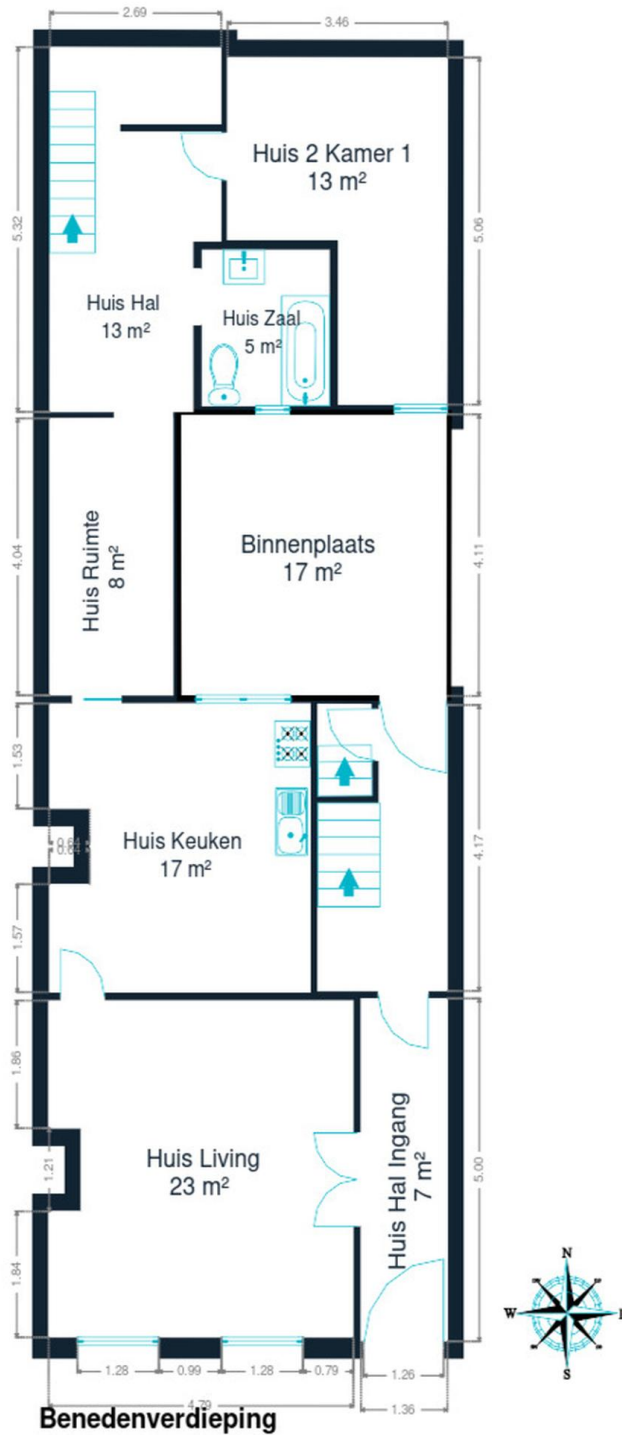 2.69
3.46
Huis 2 Kamer 1
13 m²
5.32
5.06
Huis Hal
13 m²
Huis Zaal
5 m²
Huis Ruimte
8 m²
Binnenplaats
17 m²
4.04
4.11
1.53
Huis Keuken
17 m²
4.17
1.57
1.86
Huis Living
23 m²
Huis Hal Ingang
7 m²
1.21
5.00
1.84
N
W
S
1.28
0.99
1.28
0.79
1.26
4.79
1.36
Benedenverdieping